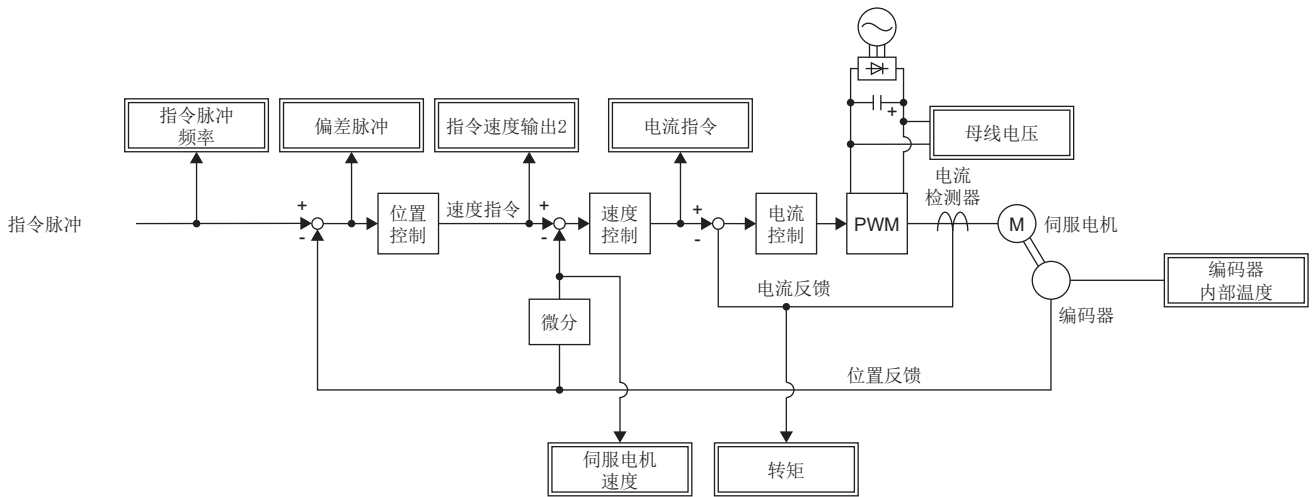 指令脉冲
频率
偏差脉冲
指令速度输出2
电流指令
+
母线电压
电流
检测器
指令脉冲
+
-
位置
控制
速度指令
+
-
速度
控制
+
-
电流
控制
PWM
M
伺服电机
编码器
内部温度
电流反馈
编码器
微分
位置反馈
伺服电机
速度
转矩